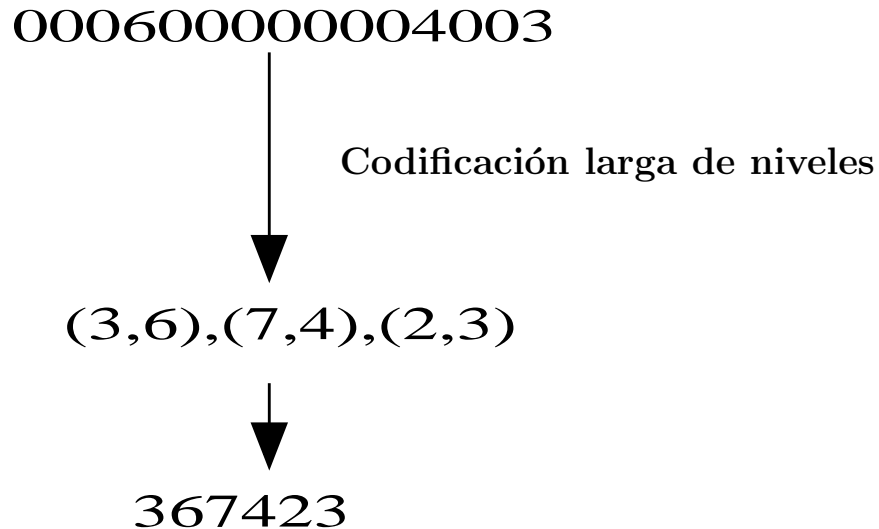 000600000004003
Codificación larga de niveles
(3,6),(7,4),(2,3)
367423